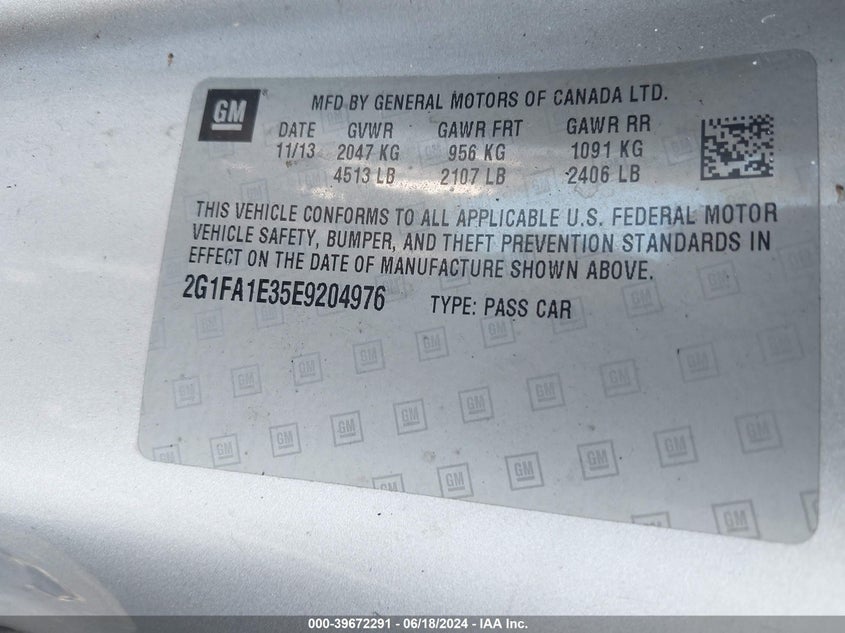 GM
MFD BY GENERAL MOTORS OF CANADA LTD.
DATE GVWR GAWR FRT GAWR RR
11/13 2047 KG 956 KG 1091 KG
4513 LB 2107 LB 2406 LB
THIS VEHICLE CONFORMS TO ALL APPLICABLE U.S. FEDERAL MOTOR
VEHICLE SAFETY, BUMPER, AND THEFT PREVENTION STANDARDS IN
EFFECT ON THE DATE OF MANUFACTURE SHOWN ABOVE.
2G1FA1E35E9204976 TYPE: PASS CAR
000-39672291 - 06/18/2024 - IAA Inc.